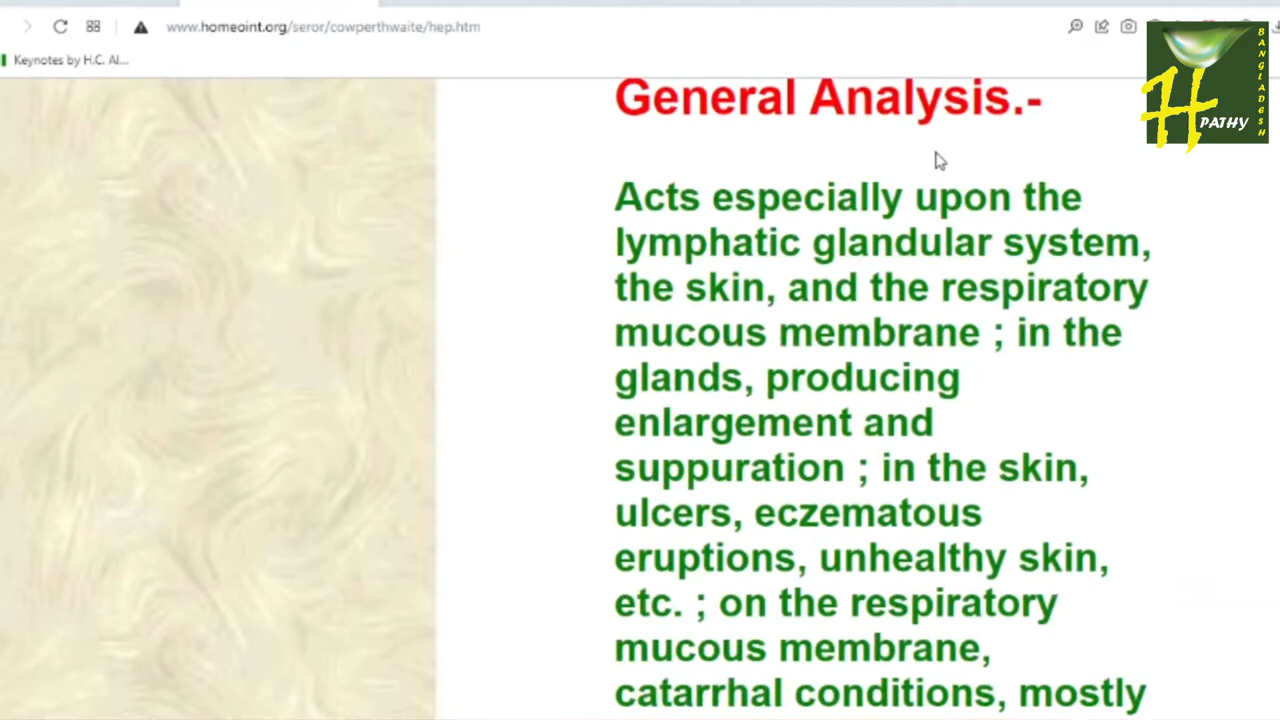 www.homeoint.org/seror/cowperthwaite/hep.htm
Keynotes by H.C. Al...
BANGLADESH
H
PATHY
General Analysis.-
Acts especially upon the
lymphatic glandular system,
the skin, and the respiratory
mucous membrane ; in the
glands, producing
enlargement and
suppuration ; in the skin,
ulcers, eczematous
eruptions, unhealthy skin,
etc. ; on the respiratory
mucous membrane,
catarrhal conditions, mostly